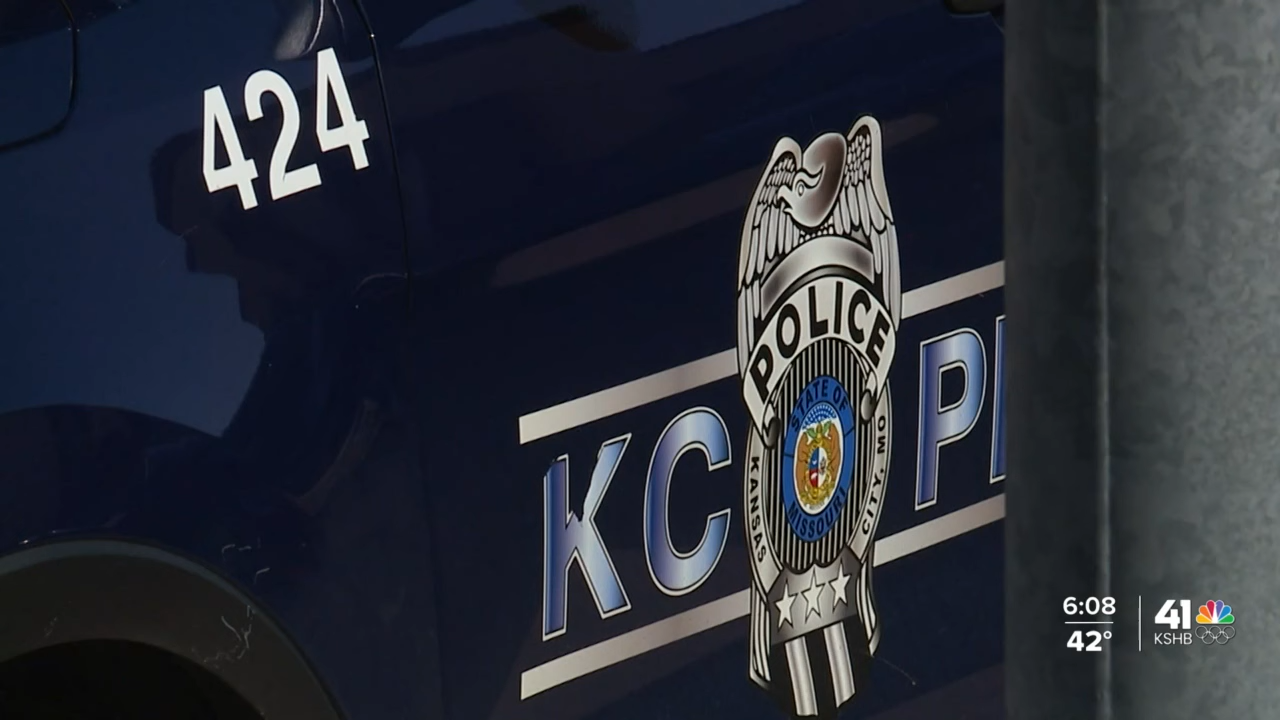 424
KC
POLICE
STATE OF
MISSOURI
KANSAS
CITY, MO
P
6:08
42°
41
KSHB